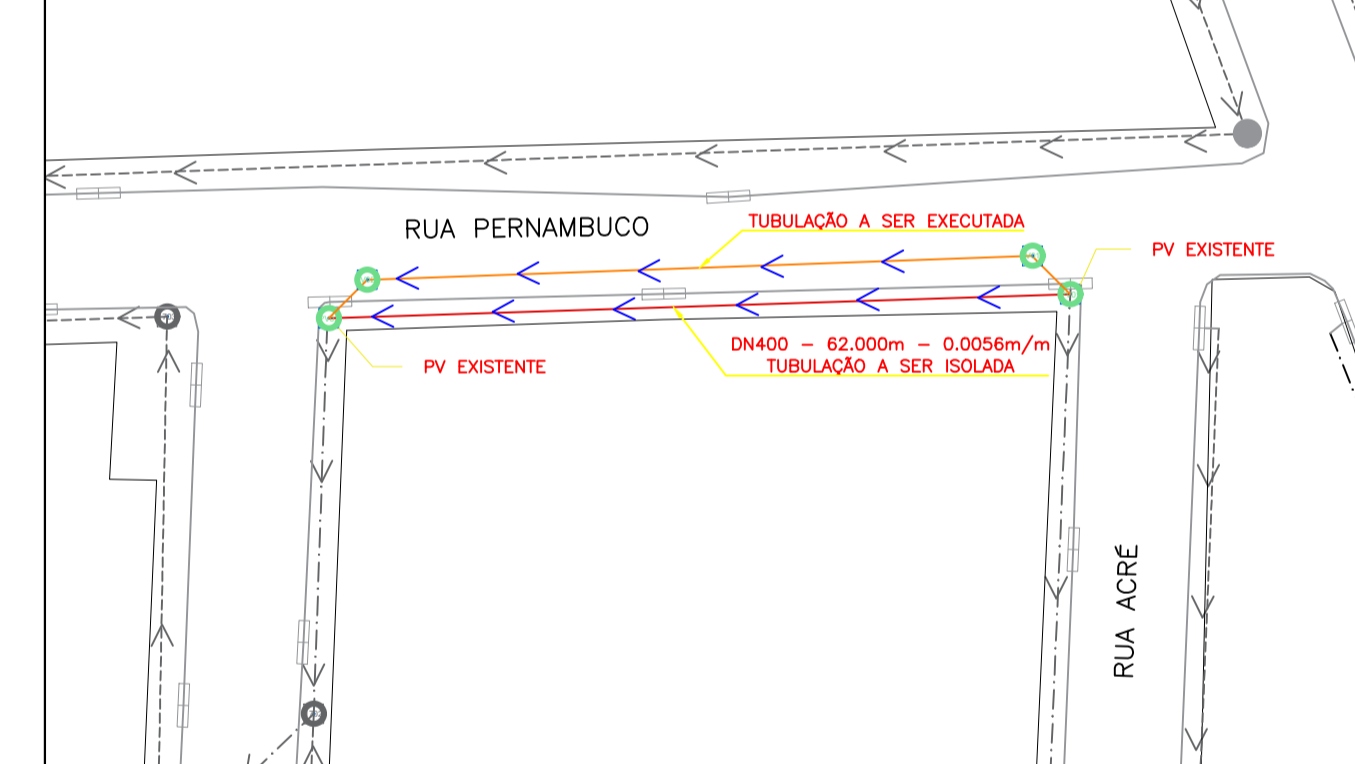 RUA PERNAMBUCO
TUBULAÇÃO A SER EXECUTADA
PV EXISTENTE
DN400 - 62.000m - 0.0056m/m
TUBULAÇÃO A SER ISOLADA
PV EXISTENTE
RUA ACRÉ